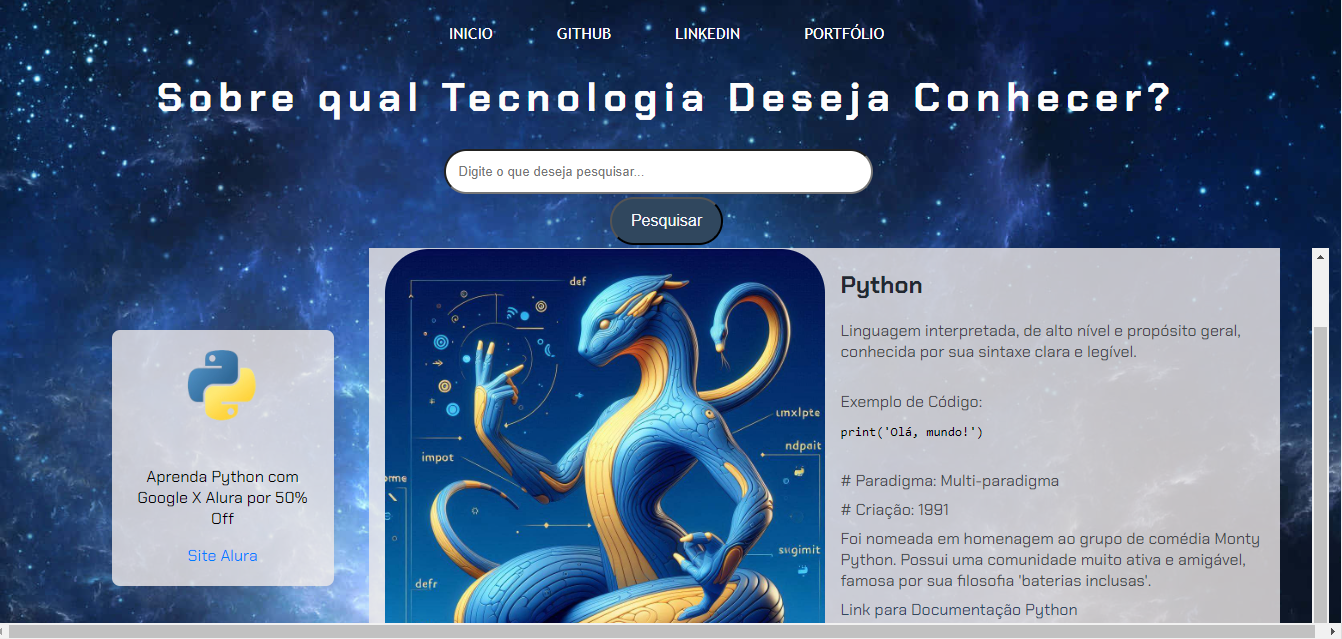 INICIO GITHUB LINKEDIN PORTFÓLIO
Sobre qual Tecnologia Deseja Conhecer?
Digite o que deseja pesquisar...
Pesquisar
Aprenda Python com
Google X Alura por 50%
Off
Site Alura
def
umxlpte
ndpait
impot
ome
sugimit
defr
Python
Linguagem interpretada, de alto nível e propósito geral,
conhecida por sua sintaxe clara e legível.
Exemplo de Código:
print('Olá, mundo!')
# Paradigma: Multi-paradigma
# Criação: 1991
Foi nomeada em homenagem ao grupo de comédia Monty
Python. Possui uma comunidade muito ativa e amigável,
famosa por sua filosofia 'baterias inclusas'.
Link para Documentação Python